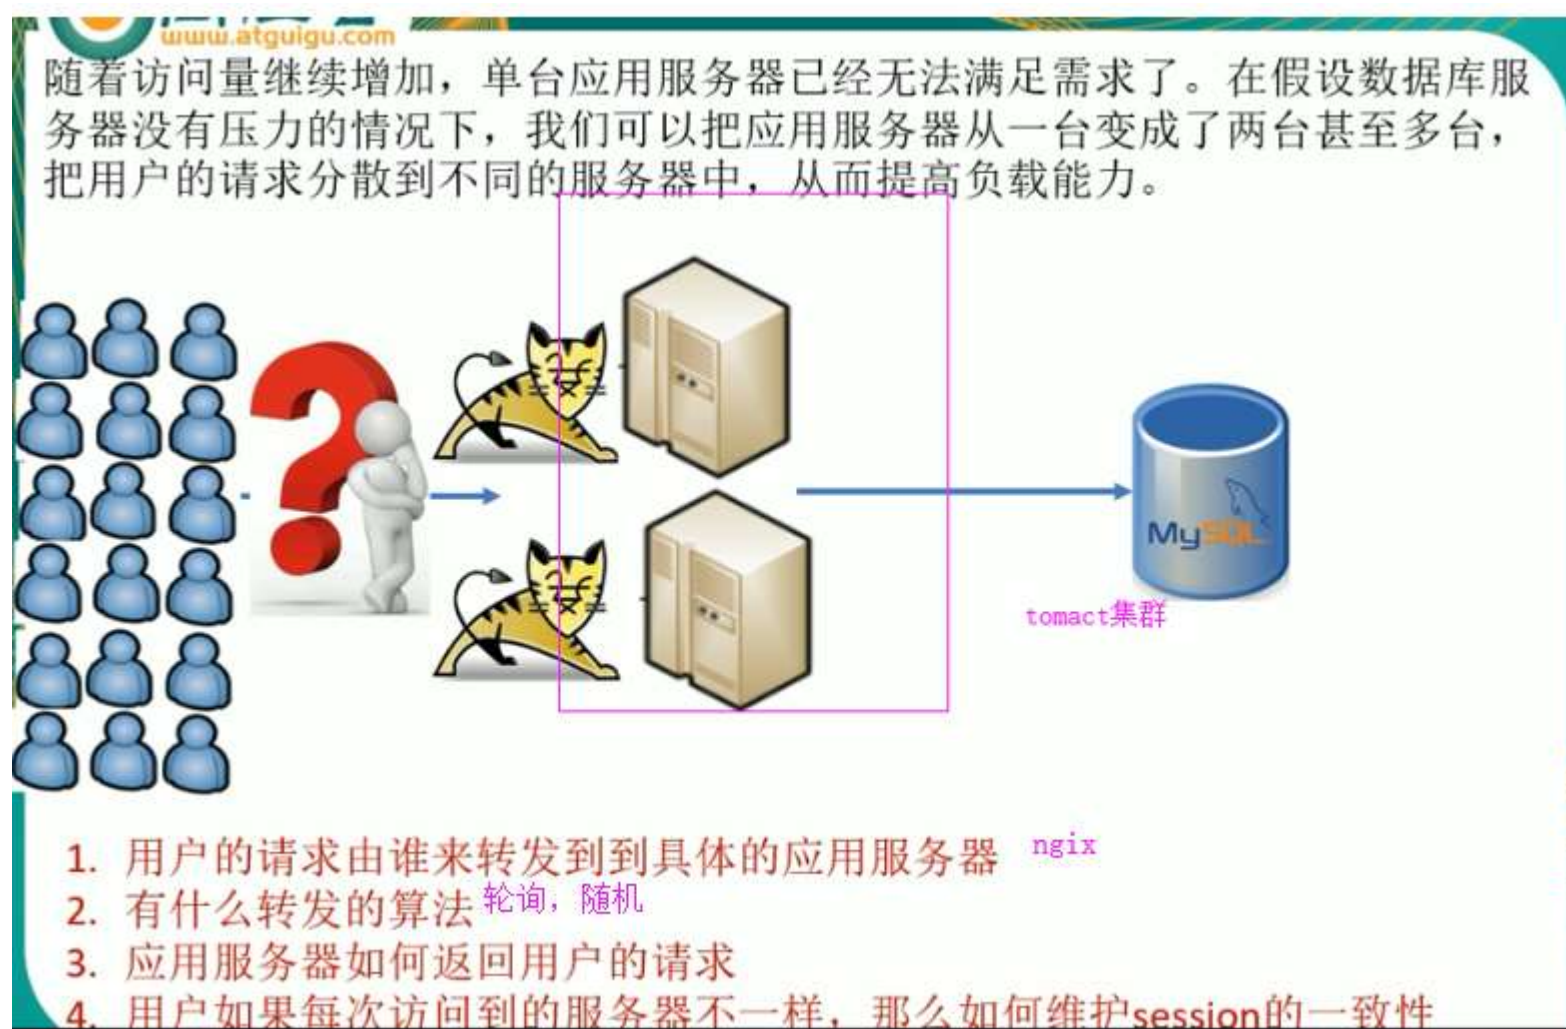 www.atguigu.com
随着访问量继续增加，单台应用服务器已经无法满足需求了。在假设数据库服
务器没有压力的情况下，我们可以把应用服务器从一台变成了两台甚至多台，
把用户的请求分散到不同的服务器中，从而提高负载能力。
MySQL
tomact集群
1. 用户的请求由谁来转发到到具体的应用服务器 ngix
2. 有什么转发的算法 轮询，随机
3. 应用服务器如何返回用户的请求
4. 用户如果每次访问到的服务器不一样，那么如何维护session的一致性